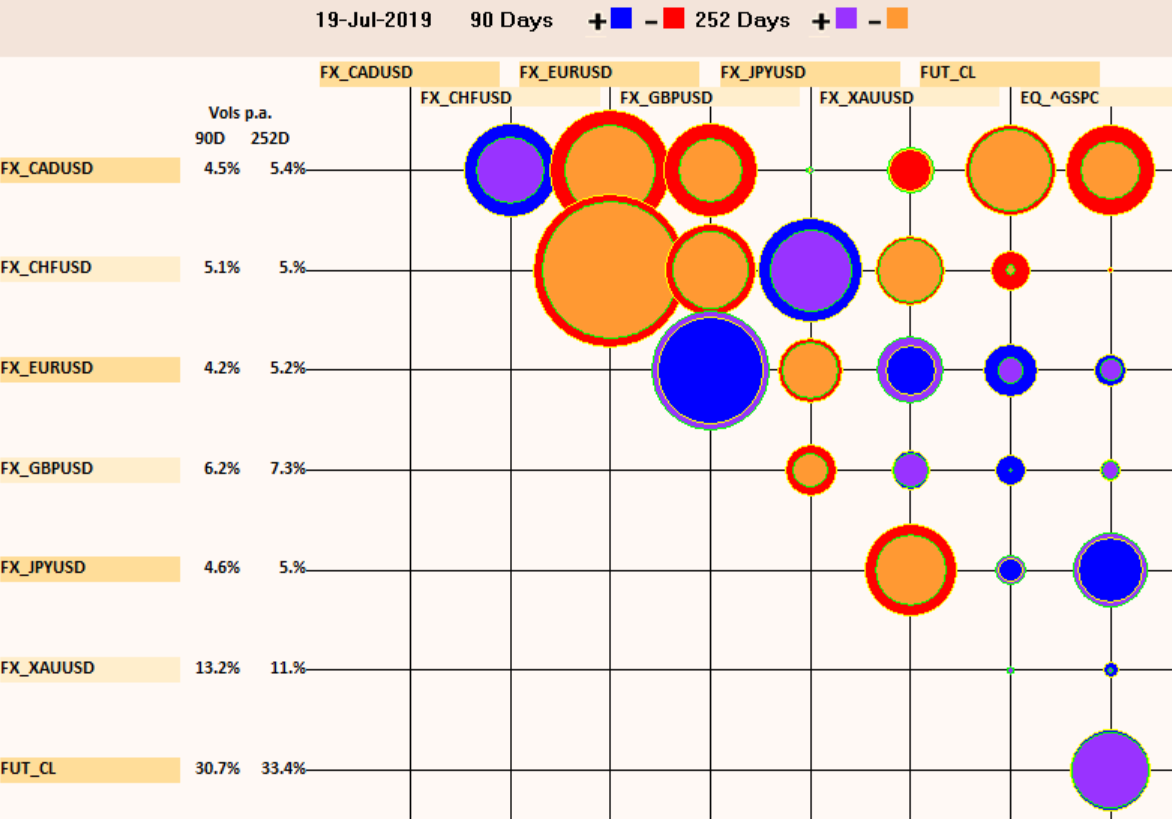 19-Jul-2019 90 Days + - 252 Days + -
FX_CADUSD FX_EURUSD FX_JPYUSD FUT_CL
FX_CHFUSD FX_GBPUSD FX_XAUUSD EQ_^GSPC
Vols p.a.
90D 252D
FX_CADUSD 4.5% 5.4%
FX_CHFUSD 5.1% 5.%
FX_EURUSD 4.2% 5.2%
FX_GBPUSD 6.2% 7.3%
FX_JPYUSD 4.6% 5.%
FX_XAUUSD 13.2% 11.%
FUT_CL 30.7% 33.4%